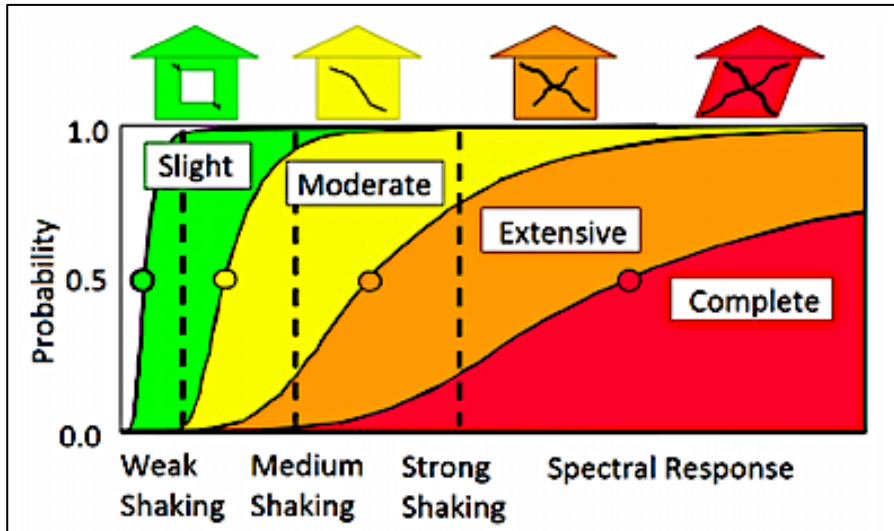 1.0
Slight
Moderate
Extensive
0.5
Complete
Probability
0.0
Weak
Shaking
Medium
Shaking
Strong
Shaking
Spectral Response